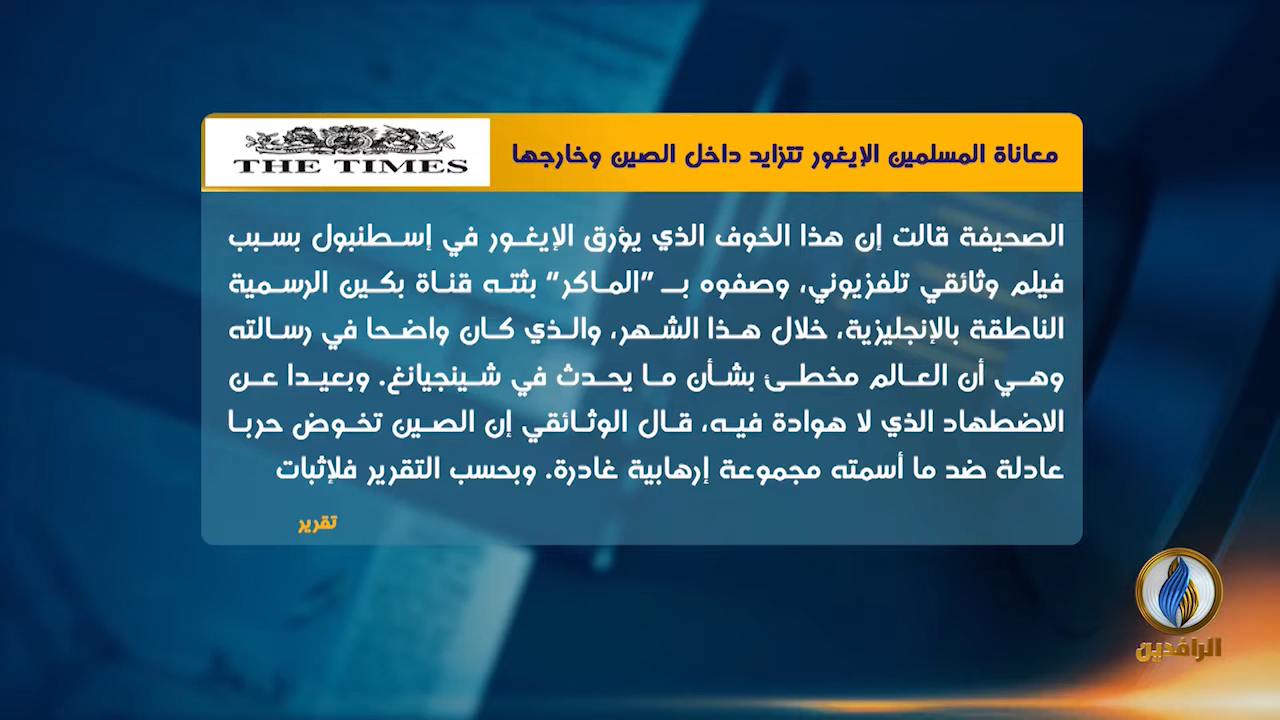 معاناة المسلمين الإيغور تتزايد داخل الصين وخارجها
THE TIMES
الصحيفة قالت إن هذا الخوف الذي يؤرق الإيغور في إسطنبول بسبب
فيلم وثائقي تلفزيوني، وصفوه بـ "الماكر" بثته قناة بكين الرسمية
الناطقة بالإنجليزية، خلال هذا الشهر، والذي كان واضحا في رسالته
وهي أن العالم مخطئ بشأن ما يحدث في شينجيانغ. وبعيدا عن
الاضطهاد الذي لا هوادة فيه، قال الوثائقي إن الصين تخوض حربا
عادلة ضد ما أسمته مجموعة إرهابية غادرة. وبحسب التقرير فلإثبات
تقرير
الرافدين